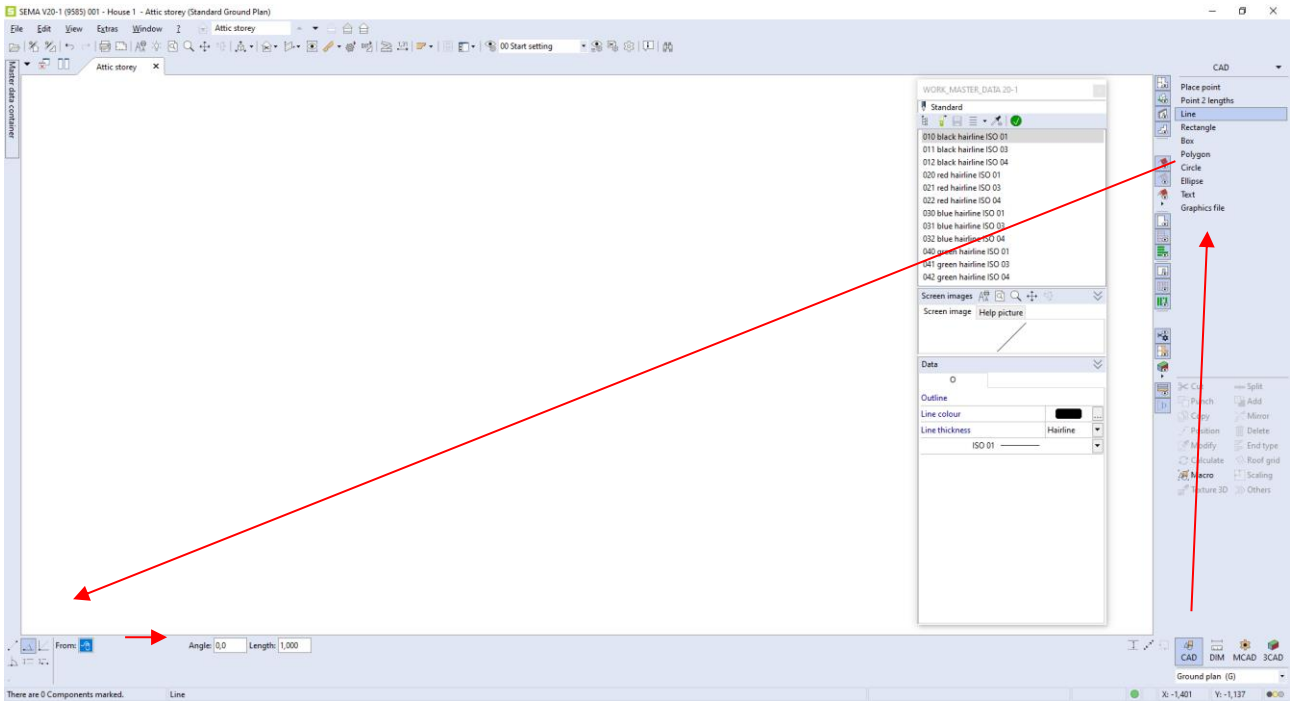 SEMA V20-1 (9585) 001 - House 1 - Attic storey (Standard Ground Plan)
File Edit View Extras Window ? Attic storey
00 Start setting
Attic storey
CAD
Master data container
WORK_MASTER_DATA 20-1
Standard
010 black hairline ISO 01
011 black hairline ISO 03
012 black hairline ISO 04
020 red hairline ISO 01
021 red hairline ISO 03
022 red hairline ISO 04
030 blue hairline ISO 01
031 blue hairline ISO 03
032 blue hairline ISO 04
040 green hairline ISO 01
041 green hairline ISO 03
042 green hairline ISO 04
Screen images
Screen image Help picture
Data
O
Outline
Line colour
Line thickness Hairline
ISO 01
Place point
Point 2 lengths
Line
Rectangle
Box
Polygon
Circle
Ellipse
Text
Graphics file
Cut Split
Punch Add
Copy Mirror
Position Delete
Modify End type
Calculate Roof grid
Macro Scaling
Texture 3D Others
From: Angle: 0,0 Length: 1,000
CAD DIM MCAD 3CAD
Ground plan (G)
There are 0 Components marked. Line X: -1,401 Y: -1,137